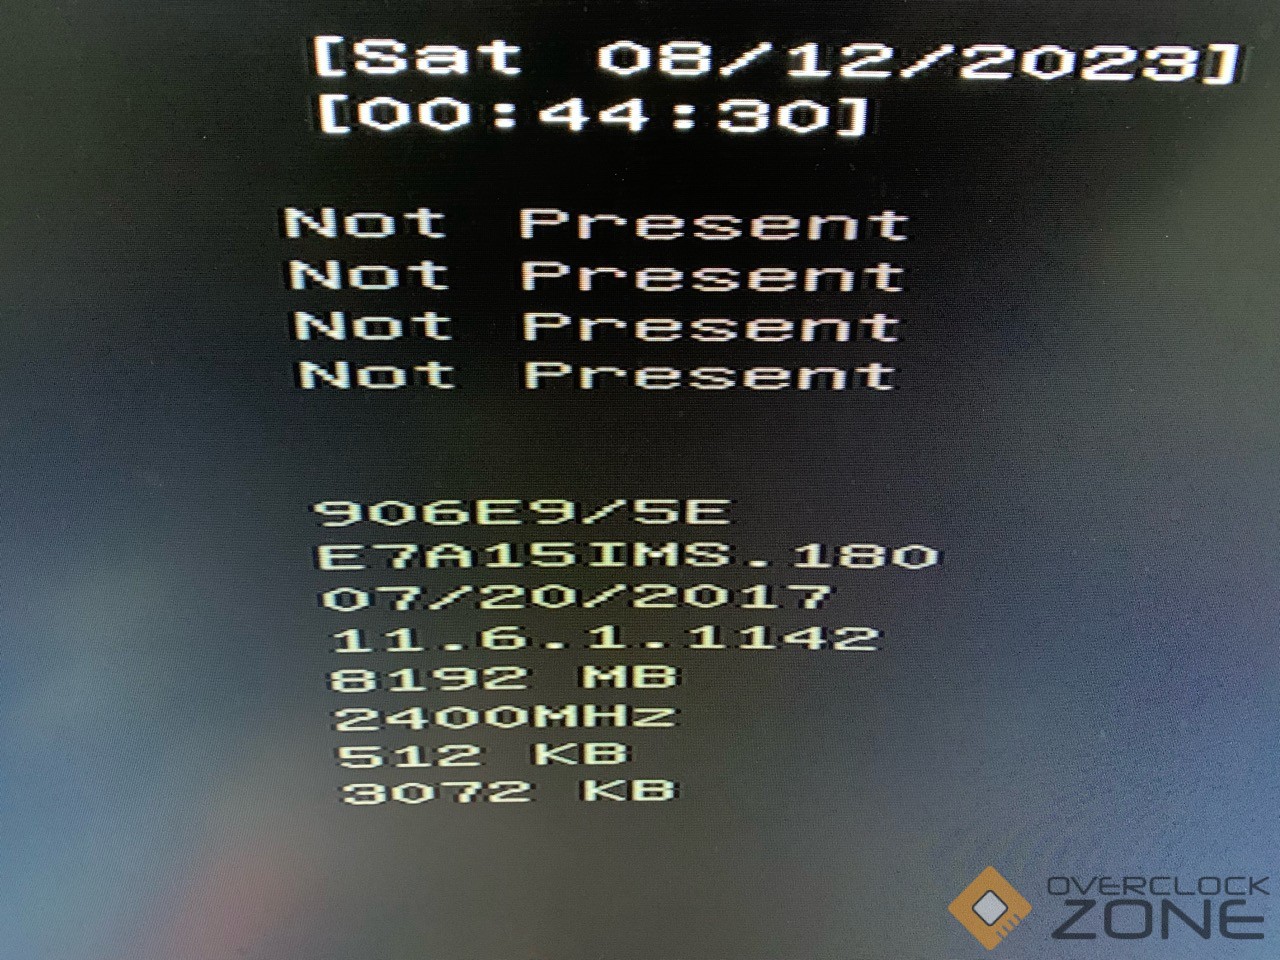 [Sat 08/12/2023]
[00:44:30]
Not Present
Not Present
Not Present
Not Present
906E9/5E
E7A15IMS.180
07/20/2017
11.6.1.1142
8192 MB
2400MHz
512 KB
3072 KB
OVERCLOCK
ZONE